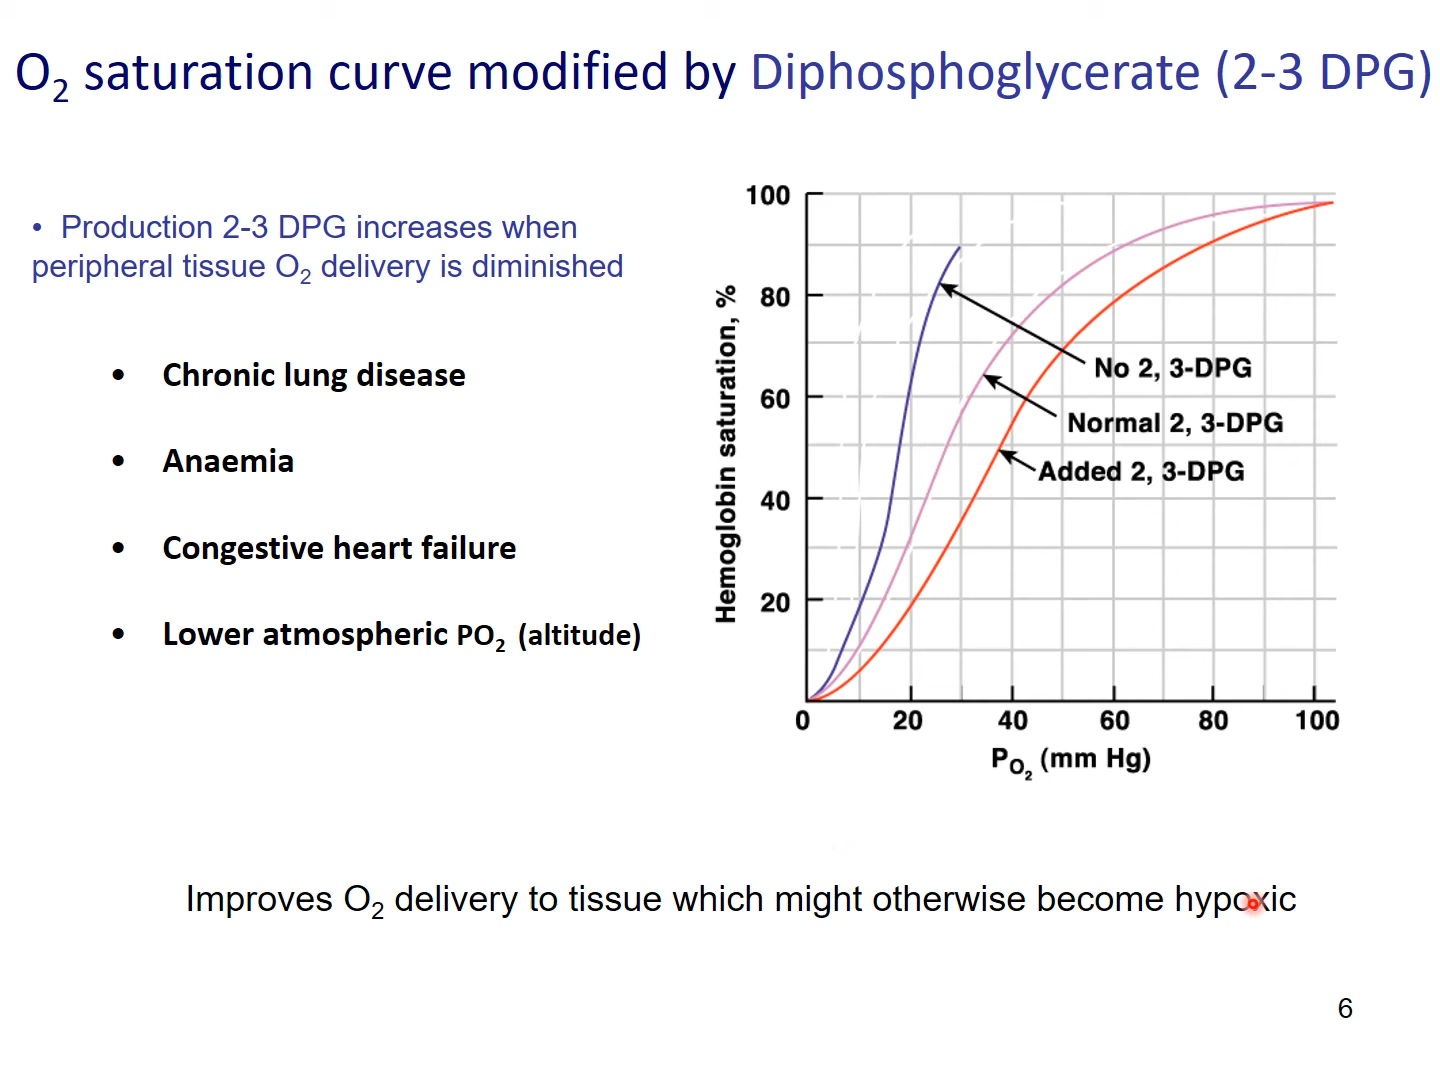 O2 saturation curve modified by Diphosphoglycerate (2-3 DPG)
• Production 2-3 DPG increases when
peripheral tissue O2 delivery is diminished
• Chronic lung disease
• Anaemia
• Congestive heart failure
• Lower atmospheric PO2 (altitude)
Hemoglobin saturation, %
100
80
60
40
20
No 2, 3-DPG
Normal 2, 3-DPG
Added 2, 3-DPG
0 20 40 60 80 100
PO2 (mm Hg)
Improves O2 delivery to tissue which might otherwise become hypoxic
6